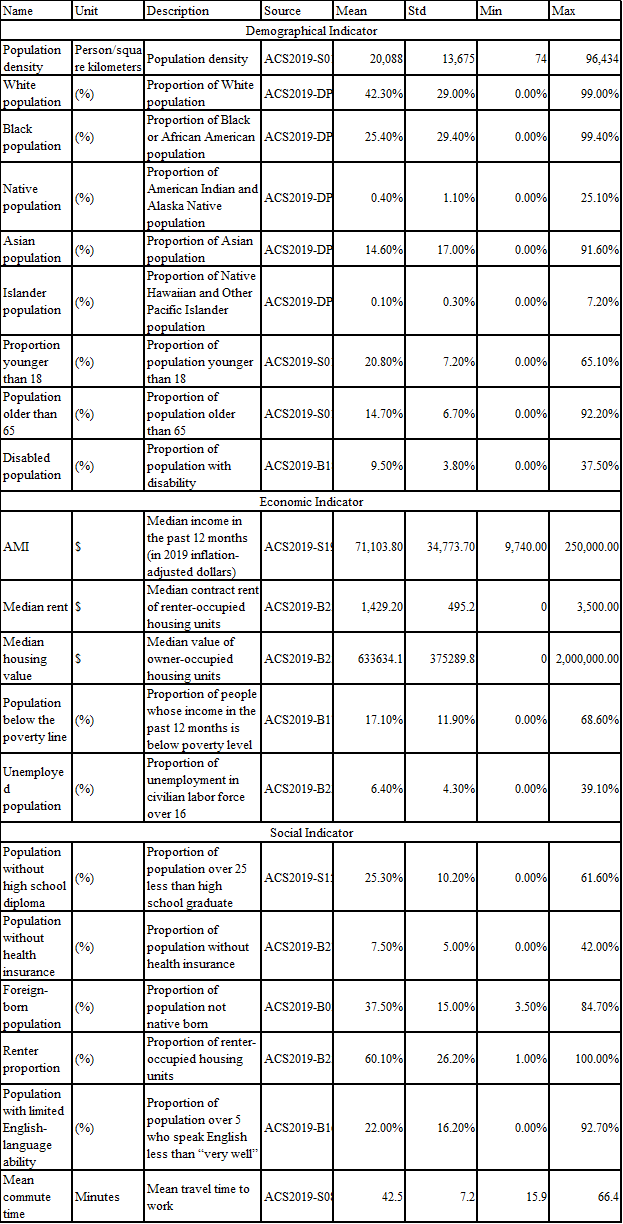 Name Unit Description Source Mean Std Min Max
Demographical Indicator
Population density Person/square kilometers Population density ACS2019-S0 20,088 13,675 74 96,434
White population (%) Proportion of White population ACS2019-DP 42.30% 29.00% 0.00% 99.00%
Black population (%) Proportion of Black or African American population ACS2019-DP 25.40% 29.40% 0.00% 99.40%
Native population (%) Proportion of American Indian and Alaska Native population ACS2019-DP 0.40% 1.10% 0.00% 25.10%
Asian population (%) Proportion of Asian population ACS2019-DP 14.60% 17.00% 0.00% 91.60%
Islander population (%) Proportion of Native Hawaiian and Other Pacific Islander population ACS2019-DP 0.10% 0.30% 0.00% 7.20%
Proportion younger than 18 (%) Proportion of population younger than 18 ACS2019-S0 20.80% 7.20% 0.00% 65.10%
Population older than 65 (%) Proportion of population older than 65 ACS2019-S0 14.70% 6.70% 0.00% 92.20%
Disabled population (%) Proportion of population with disability ACS2019-B1 9.50% 3.80% 0.00% 37.50%
Economic Indicator
AMI $ Median income in the past 12 months (in 2019 inflation-adjusted dollars) ACS2019-S19 71,103.80 34,773.70 9,740.00 250,000.00
Median rent $ Median contract rent of renter-occupied housing units ACS2019-B2 1,429.20 495.2 0 3,500.00
Median housing value $ Median value of owner-occupied housing units ACS2019-B2 633634.1 375289.8 0 2,000,000.00
Population below the poverty line (%) Proportion of people whose income in the past 12 months is below poverty level ACS2019-B1 17.10% 11.90% 0.00% 68.60%
Unemployed population (%) Proportion of unemployment in civilian labor force over 16 ACS2019-B2 6.40% 4.30% 0.00% 39.10%
Social Indicator
Population without high school diploma (%) Proportion of population over 25 less than high school graduate ACS2019-S1 25.30% 10.20% 0.00% 61.60%
Population without health insurance (%) Proportion of population without health insurance ACS2019-B2 7.50% 5.00% 0.00% 42.00%
Foreign-born population (%) Proportion of population not native born ACS2019-B0 37.50% 15.00% 3.50% 84.70%
Renter proportion (%) Proportion of renter-occupied housing units ACS2019-B2 60.10% 26.20% 1.00% 100.00%
Population with limited English-language ability (%) Proportion of population over 5 who speak English less than “very well” ACS2019-B1 22.00% 16.20% 0.00% 92.70%
Mean commute time Minutes Mean travel time to work ACS2019-S0 42.5 7.2 15.9 66.4